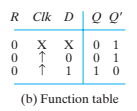 R Clk D Q Q'
0 X X 0 1
0 ↑ 0 0 1
0 ↑ 1 1 0
(b) Function table